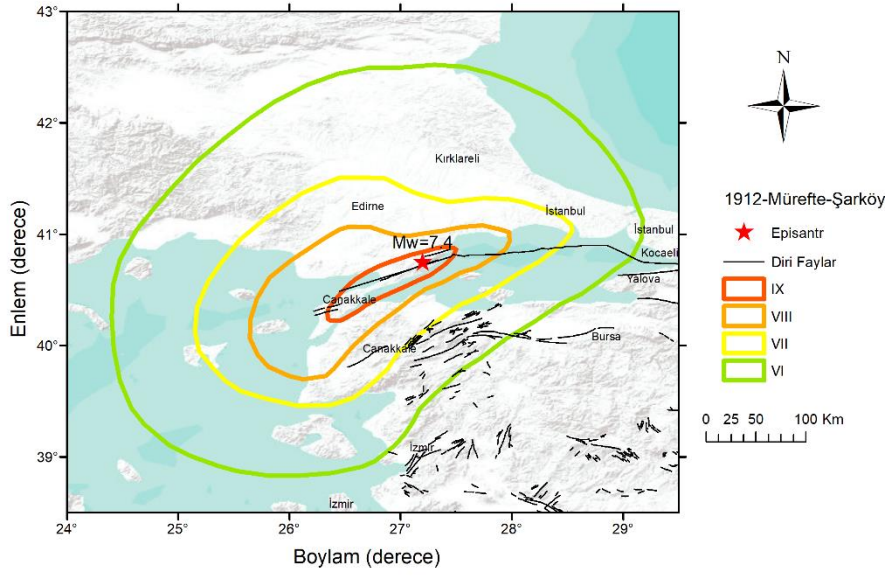 43°
42°
41°
40°
39°
Enlem (derece)
Kırklareli
Edirne
İstanbul
İstanbul
Mw=7.4
Kocaeli
Yalova
Çanakkale
Çanakkale
Bursa
İzmir
İzmir
24°
25°
26°
27°
28°
29°
Boylam (derece)
N
1912-Mürefte-Şarköy
Episantr
Diri Faylar
IX
VIII
VII
VI
0 25 50 100 Km